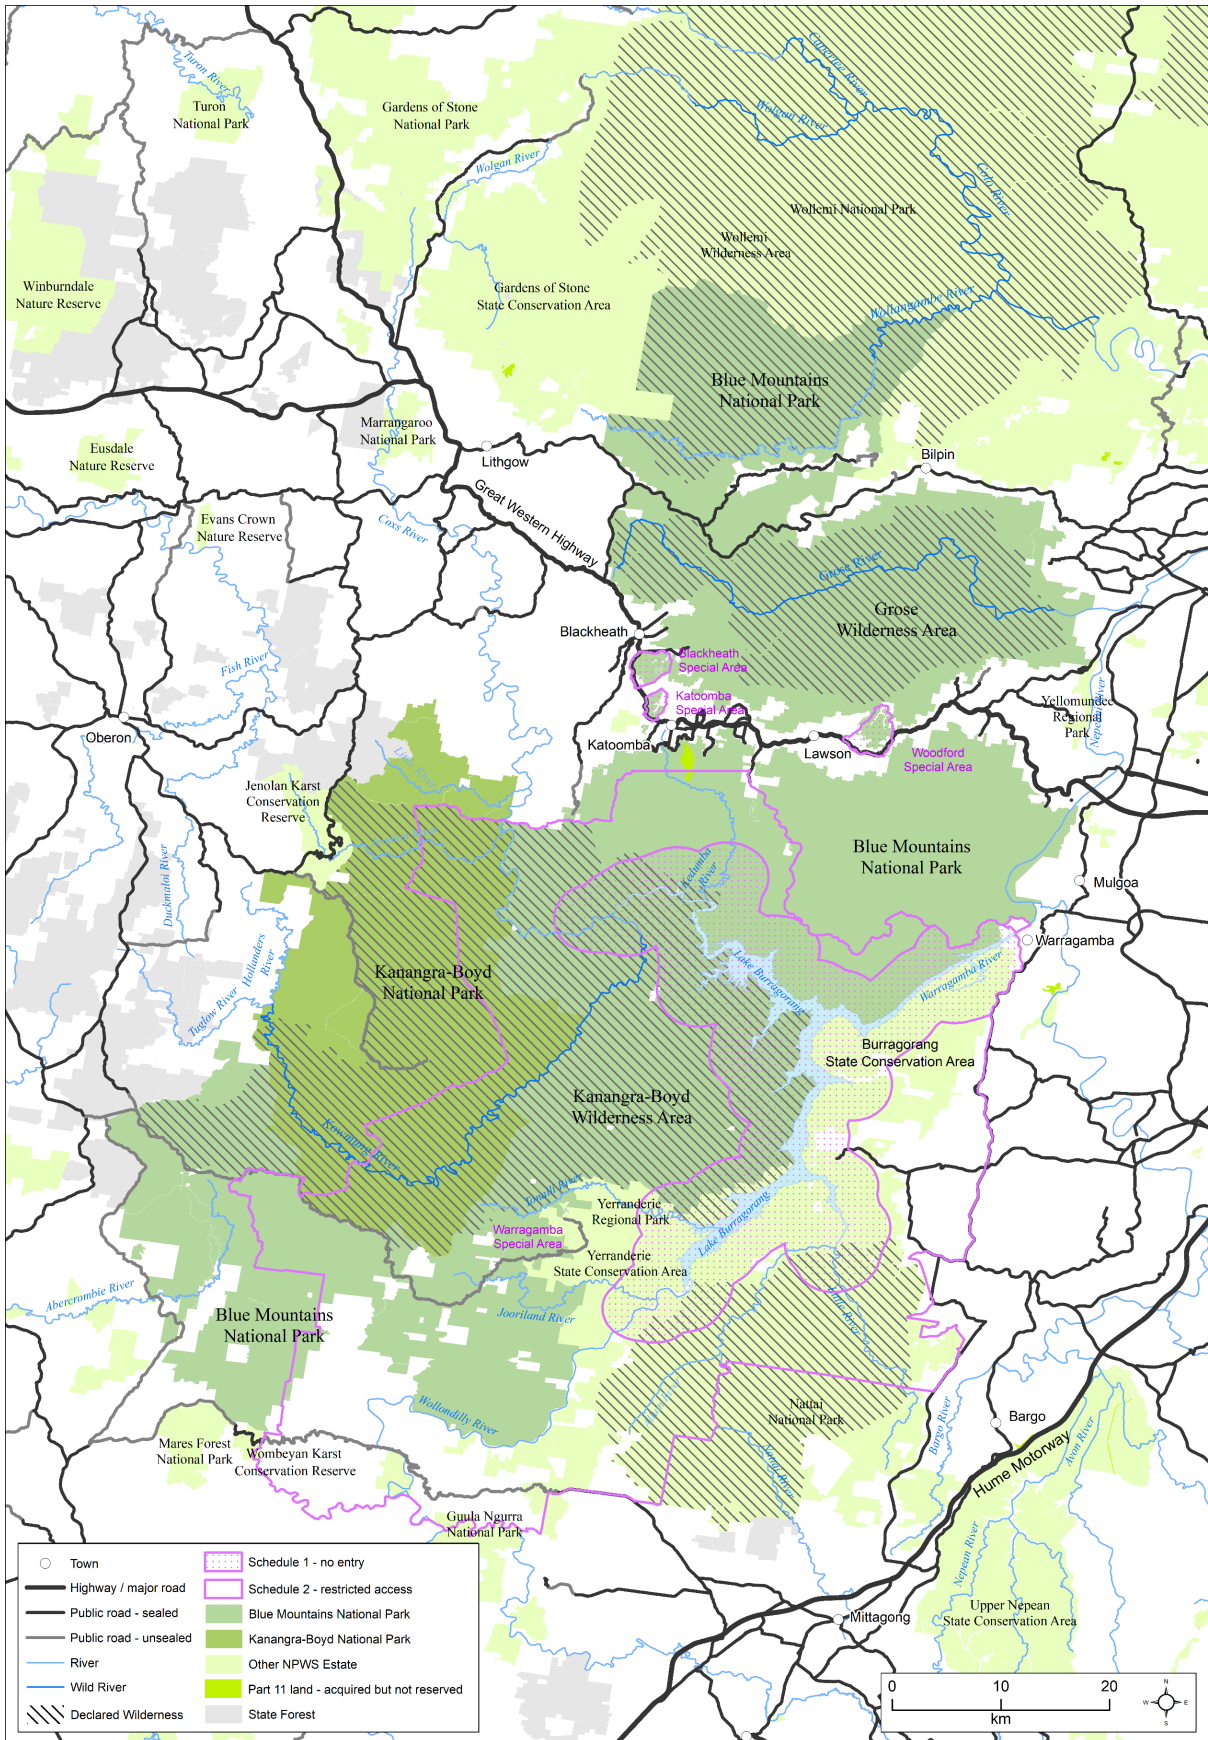 Turon River
Capertee River
Turon
National Park
Gardens of Stone
National Park
Wolgan River
Wolgan River
Colo River
Wollemi National Park
Wollemi
Wilderness Area
Winburndale
Nature Reserve
Gardens of Stone
State Conservation Area
Wollangambe River
Blue Mountains
National Park
Marrangaroo
National Park
Eusdale
Nature Reserve
Lithgow
Bilpin
Great Western Highway
Evans Crown
Nature Reserve
Coxs River
Grose River
Grose
Wilderness Area
Blackheath
Blackheath
Special Area
Fish River
Katoomba
Special Area
Yellomundee
Regional
Park
Nepean River
Oberon
Katoomba
Lawson
Woodford
Special Area
Jenolan Karst
Conservation
Reserve
Blue Mountains
National Park
Kedumba
River
Duckmaloi River
Mulgoa
Hollanders
River
Warragamba
Kananga-Boyd
National Park
Lake Burragorang
Warragamba River
Tuglow River
Burragorang
State Conservation Area
Kanangra-Boyd
Wilderness Area
Kowmung River
Tonalli River
Yerranderie
Regional Park
Warragamba
Special Area
Lake Burragorang
Yerranderie
State Conservation Area
Abercrombie River
Blue Mountains
National Park
Jooriland River
Little River
Wollondilly River
Nattai
National Park
Bargo River
Bargo
Avon River
Mares Forest
National Park
Wombeyan Karst
Conservation Reserve
Nattai River
Hume Motorway
Guula Ngurra
National Park
Nepean River
Upper Nepean
State Conservation Area
Mittagong
Town
Highway / major road
Public road - sealed
Public road - unsealed
River
Wild River
Declared Wilderness
Schedule 1 - no entry
Schedule 2 - restricted access
Blue Mountains National Park
Kanangra-Boyd National Park
Other NPWS Estate
Part 11 land - acquired but not reserved
State Forest
0 10 20
km
N
W E
S